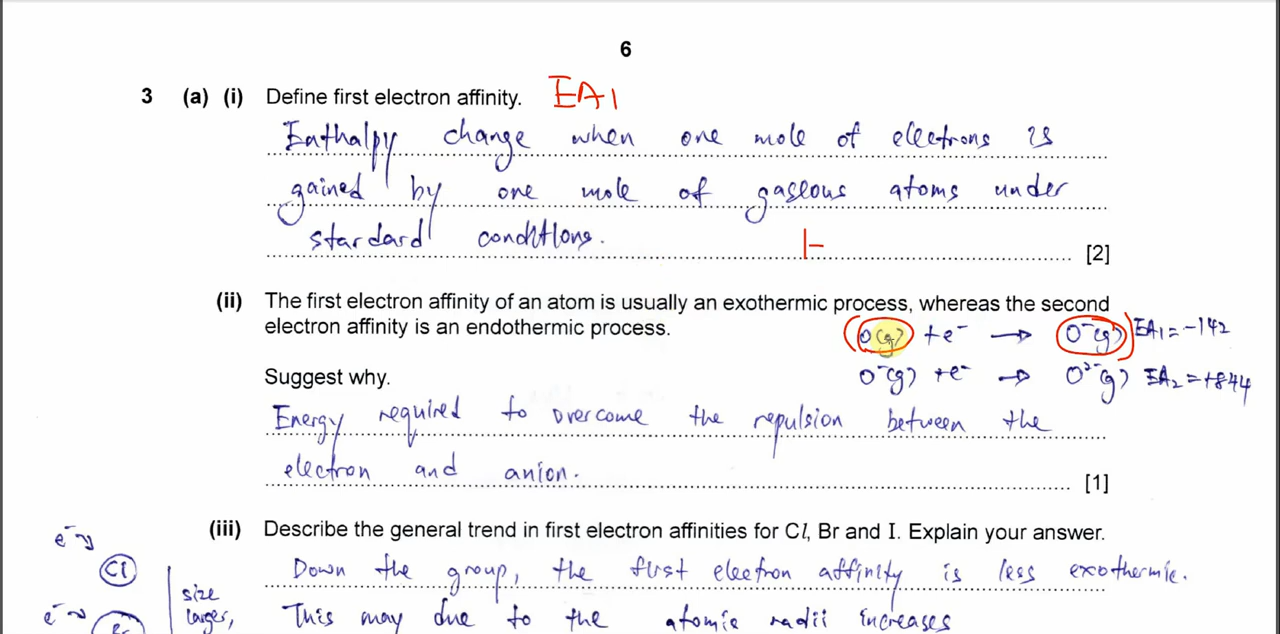 6
3 (a) (i) Define first electron affinity. EA1
Enthalpy change when one mole of electrons is
gained by one mole of gaseous atoms under
standard conditions.
[2]
(ii) The first electron affinity of an atom is usually an exothermic process, whereas the second
electron affinity is an endothermic process.
(O(g) + e⁻ → O⁻(g)) EA₁ = -142
O⁻(g) + e⁻ → O²⁻(g) EA₂ = +844
Suggest why.
Energy required to overcome the repulsion between the
electron and anion.
[1]
(iii) Describe the general trend in first electron affinities for Cl, Br and I. Explain your answer.
e⁻
Cl
Down the group, the first electron affinity is less exothermic.
size
larger,
e⁻
Br
This may due to the atomic radii increases